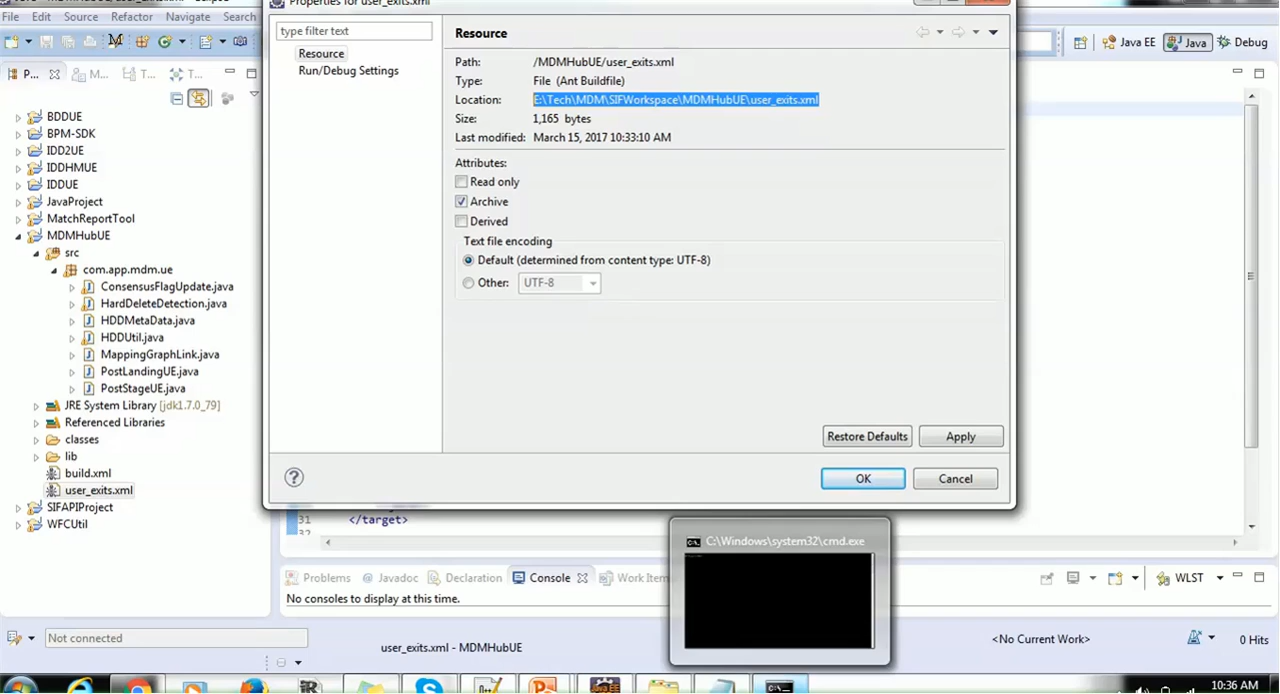 Properties for user_exits.xml
File Edit Source Refactor Navigate Search
Java EE Java Debug
P... M... T... T...
BDDUE
BPM-SDK
IDD2UE
IDDHMUE
IDDUE
JavaProject
MatchReportTool
MDMHubUE
src
com.app.mdm.ue
ConsensusFlagUpdate.java
HardDeleteDetection.java
HDDMetaData.java
HDDUtil.java
MappingGraphLink.java
PostLandingUE.java
PostStageUE.java
JRE System Library [jdk1.7.0_79]
Referenced Libraries
classes
lib
build.xml
user_exits.xml
SIFAPIProject
WFCUtil
type filter text
Resource
Run/Debug Settings
Resource
Path: /MDMHubUE/user_exits.xml
Type: File (Ant Buildfile)
Location: E:\Tech\MDM\SIFWorkspace\MDMHubUE\user_exits.xml
Size: 1,165 bytes
Last modified: March 15, 2017 10:33:10 AM
Attributes:
Read only
Archive
Derived
Text file encoding
Default (determined from content type: UTF-8)
Other: UTF-8
Restore Defaults Apply
OK Cancel
31 </target>
C:\Windows\system32\cmd.exe
Problems @ Javadoc Declaration Console Work Item
WLST
No consoles to display at this time.
Not connected
user_exits.xml - MDMHubUE
<No Current Work>
0 Hits
10:36 AM